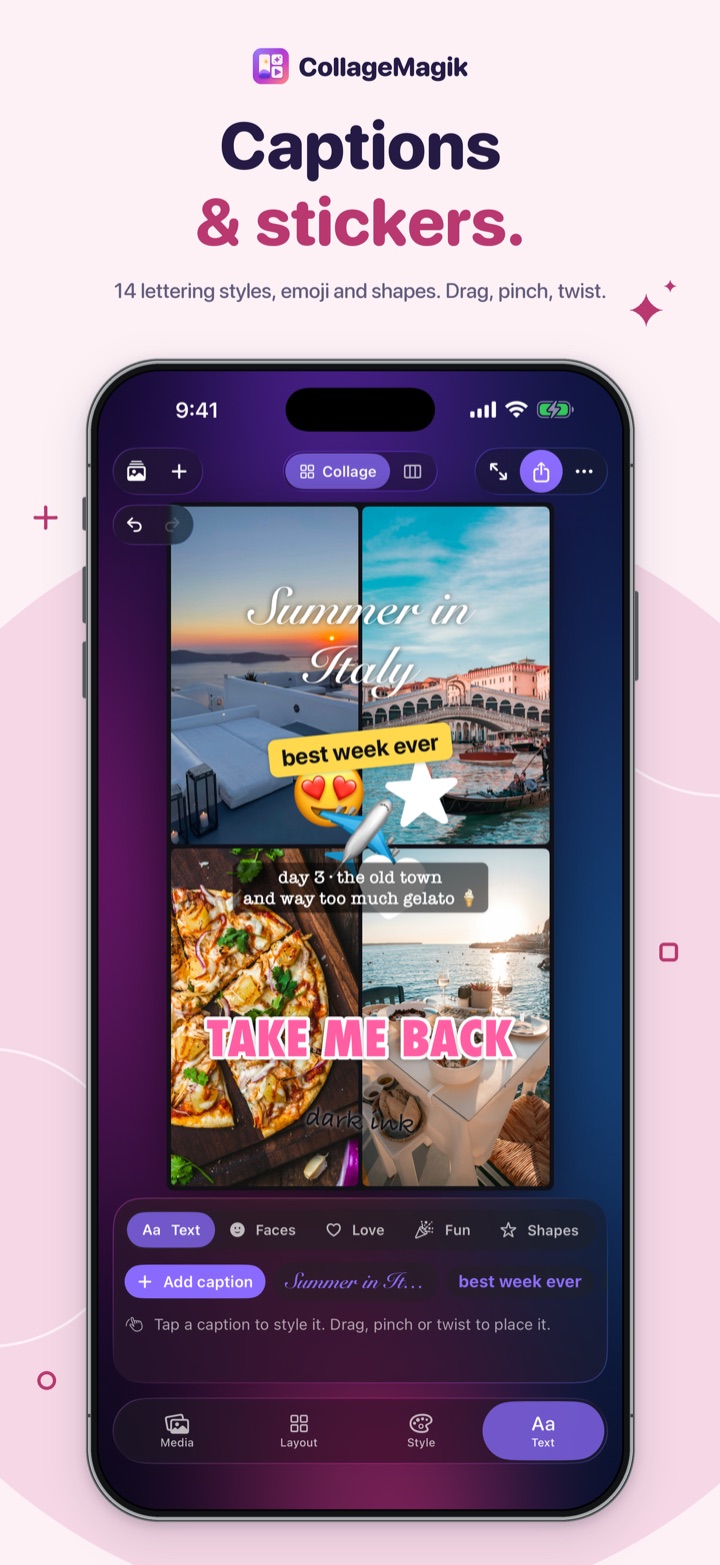 CollageMagik
Captions
& stickers.
14 lettering styles, emoji and shapes. Drag, pinch, twist.
9:41
Collage
Summer in
Italy
best week ever
day 3 · the old town
and way too much gelato 🍦
TAKE ME BACK
dark ink
Aa Text
Faces
Love
Fun
Shapes
+ Add caption
Summer in It...
best week ever
Tap a caption to style it. Drag, pinch or twist to place it.
Media
Layout
Style
Aa
Text